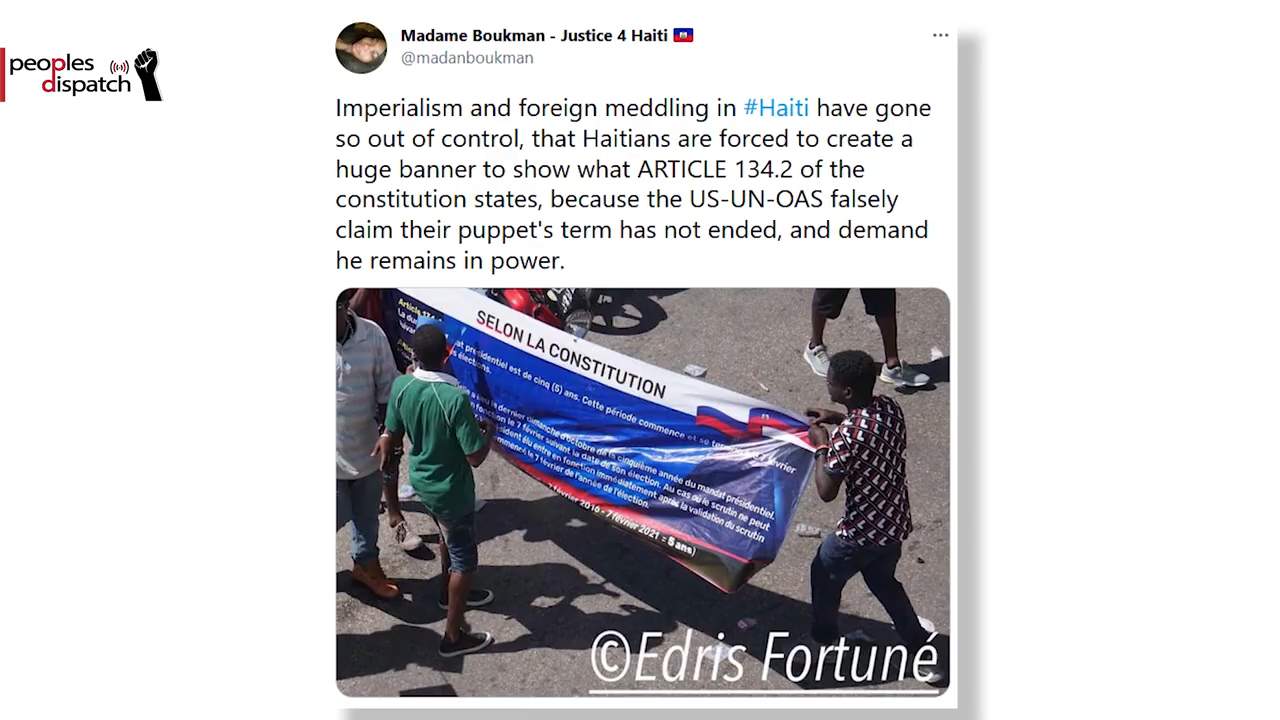 peoples
dispatch
Madame Boukman - Justice 4 Haiti
@madanboukman
Imperialism and foreign meddling in #Haiti have gone
so out of control, that Haitians are forced to create a
huge banner to show what ARTICLE 134.2 of the
constitution states, because the US-UN-OAS falsely
claim their puppet's term has not ended, and demand
he remains in power.
SELON LA CONSTITUTION
at présidentiel est de cinq (5) ans. Cette période commence et se
février
élections.
dernier dimanche d'octobre de la cinquième année du mandat présidentiel.
fonction le 7 février suivant la date de son élection. Au cas où le scrutin ne peut
élu entre en fonction immédiatement après la validation du scrutin
commencé le 7 février de l'année de l'élection.
février 2016 - 7 février 2021 = 5 ans)
©Edris Fortuné